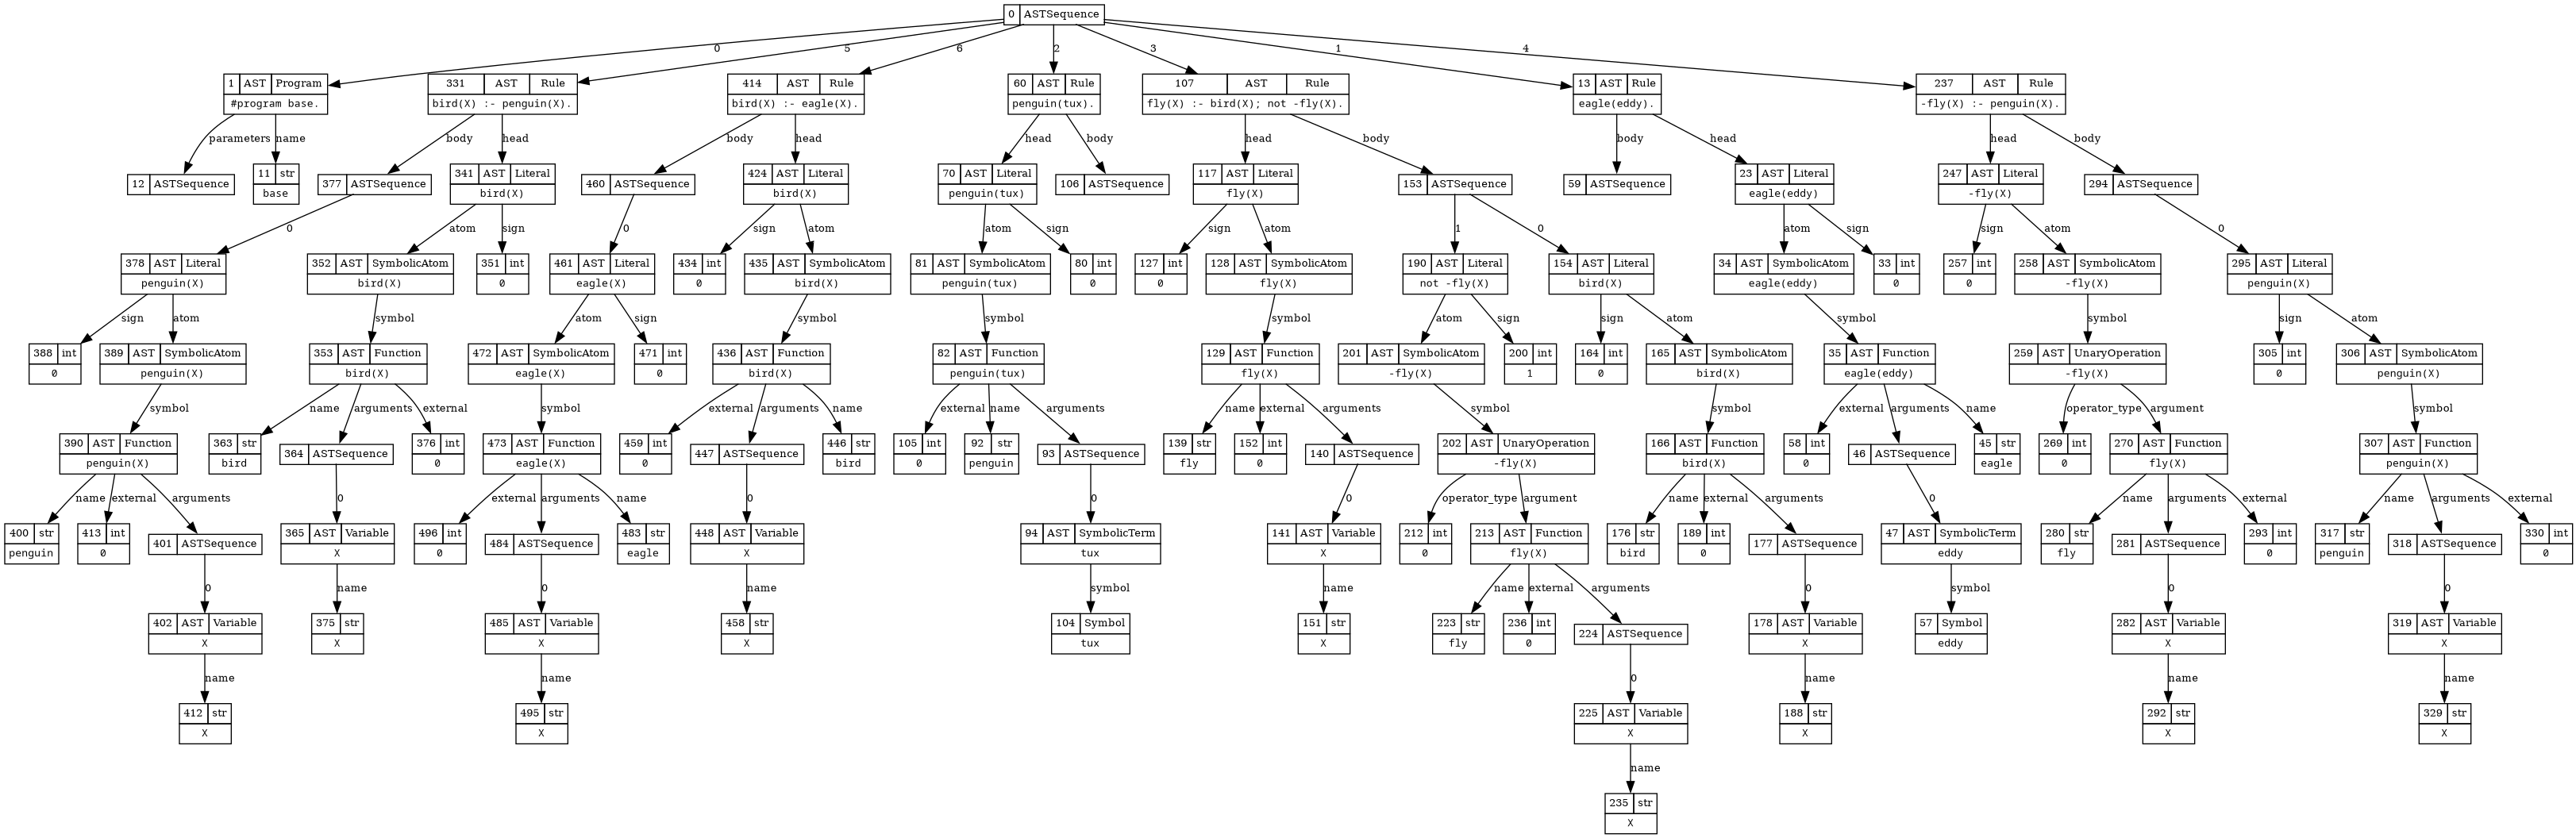 0 ASTSequence
0 5 6 2 3 1 4
1 AST Program 331 AST Rule 414 AST Rule 60 AST Rule 107 AST Rule 13 AST Rule 237 AST Rule
#program base. bird(X) :- penguin(X). bird(X) :- eagle(X). penguin(tux). fly(X) :- bird(X); not -fly(X). eagle(eddy). -fly(X) :- penguin(X).
parameters name body head body head head body head body body head head body
12 ASTSequence 11 str 377 ASTSequence 341 AST Literal 460 ASTSequence 424 AST Literal 70 AST Literal 106 ASTSequence 117 AST Literal 153 ASTSequence 59 ASTSequence 23 AST Literal 247 AST Literal 294 ASTSequence
base bird(X) bird(X) penguin(tux) fly(X) eagle(eddy) -fly(X)
0 atom sign 0 sign atom atom sign sign atom 1 0 atom sign sign atom 0
378 AST Literal 352 AST SymbolicAtom 351 int 461 AST Literal 434 int 435 AST SymbolicAtom 81 AST SymbolicAtom 80 int 127 int 128 AST SymbolicAtom 190 AST Literal 154 AST Literal 34 AST SymbolicAtom 33 int 257 int 258 AST SymbolicAtom 295 AST Literal
penguin(X) bird(X) 0 eagle(X) 0 bird(X) penguin(tux) 0 0 fly(X) not -fly(X) bird(X) eagle(eddy) 0 0 -fly(X) penguin(X)
sign atom symbol atom sign symbol symbol symbol atom sign sign atom symbol symbol sign atom
388 int 389 AST SymbolicAtom 353 AST Function 472 AST SymbolicAtom 471 int 436 AST Function 82 AST Function 129 AST Function 201 AST SymbolicAtom 200 int 164 int 165 AST SymbolicAtom 35 AST Function 259 AST UnaryOperation 305 int 306 AST SymbolicAtom
0 penguin(X) bird(X) eagle(X) 0 bird(X) penguin(tux) fly(X) -fly(X) 1 0 bird(X) eagle(eddy) -fly(X) 0 penguin(X)
symbol name arguments external symbol external arguments name external name arguments name external arguments symbol symbol external arguments name operator_type argument symbol
390 AST Function 363 str 364 ASTSequence 376 int 473 AST Function 459 int 447 ASTSequence 446 str 105 int 92 str 93 ASTSequence 139 str 152 int 140 ASTSequence 202 AST UnaryOperation 166 AST Function 58 int 46 ASTSequence 45 str 269 int 270 AST Function 307 AST Function
penguin(X) bird 0 eagle(X) 0 bird 0 penguin fly 0 -fly(X) bird(X) 0 eagle 0 fly(X) penguin(X)
name external arguments 0 external arguments name 0 0 0 operator_type argument name external arguments 0 name arguments external name arguments external
400 str 413 int 401 ASTSequence 365 AST Variable 496 int 484 ASTSequence 483 str 448 AST Variable 94 AST SymbolicTerm 141 AST Variable 212 int 213 AST Function 176 str 189 int 177 ASTSequence 47 AST SymbolicTerm 280 str 281 ASTSequence 293 int 317 str 318 ASTSequence 330 int
penguin 0 X 0 eagle X tux X 0 fly(X) bird 0 eddy fly 0 penguin 0
0 name 0 name symbol name name external arguments 0 symbol 0 0
402 AST Variable 375 str 485 AST Variable 458 str 104 Symbol 151 str 223 str 236 int 224 ASTSequence 178 AST Variable 57 Symbol 282 AST Variable 319 AST Variable
X X X X tux X fly 0 X eddy X X
name name 0 name name name
412 str 495 str 225 AST Variable 188 str 292 str 329 str
X X X X X X
name
235 str
X